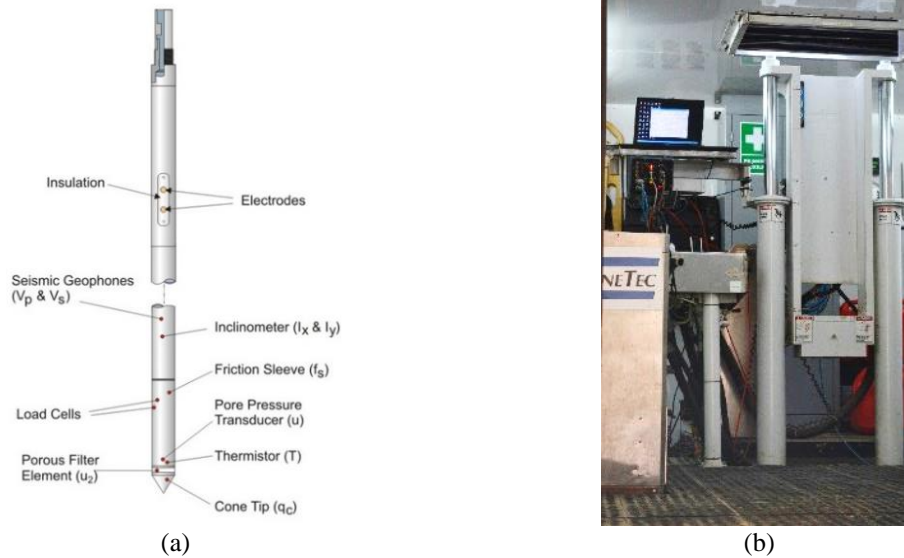 Insulation
Electrodes
Seismic Geophones
(Vp & Vs)
Inclinometer (Ix & Iy)
Friction Sleeve (fs)
Load Cells
Pore Pressure
Transducer (u)
Thermistor (T)
Porous Filter
Element (u2)
Cone Tip (qc)
NETEC
(a)
(b)